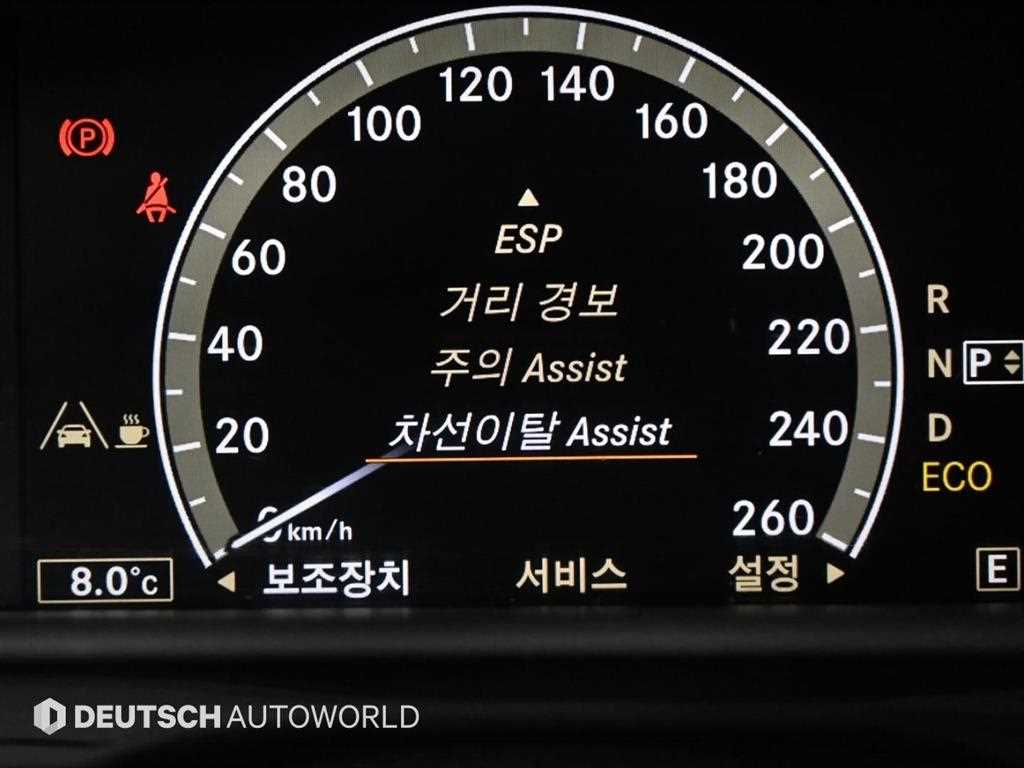 120 140
100 160
80 180
60 200
40 220
20 240
0 km/h 260
P
ESP
거리 경보
주의 Assist
차선이탈 Assist
R
N P
D
ECO
8.0°C
보조장치 서비스 설정
E
DEUTSCH AUTOWORLD